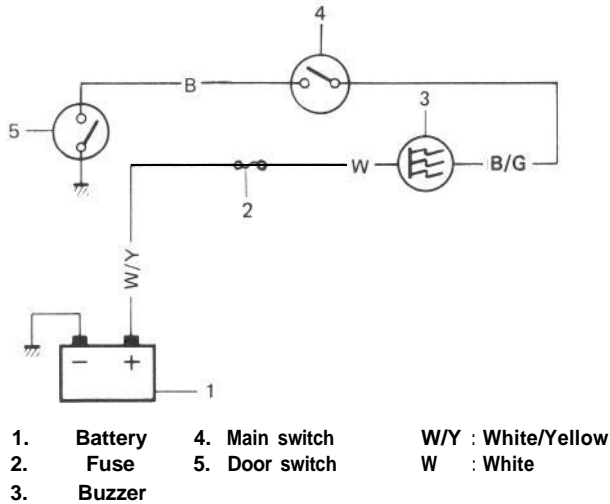 4
B
3
5
W
B/G
2
W/Y
− +
1
1. Battery 4. Main switch W/Y : White/Yellow
2. Fuse 5. Door switch W : White
3. Buzzer